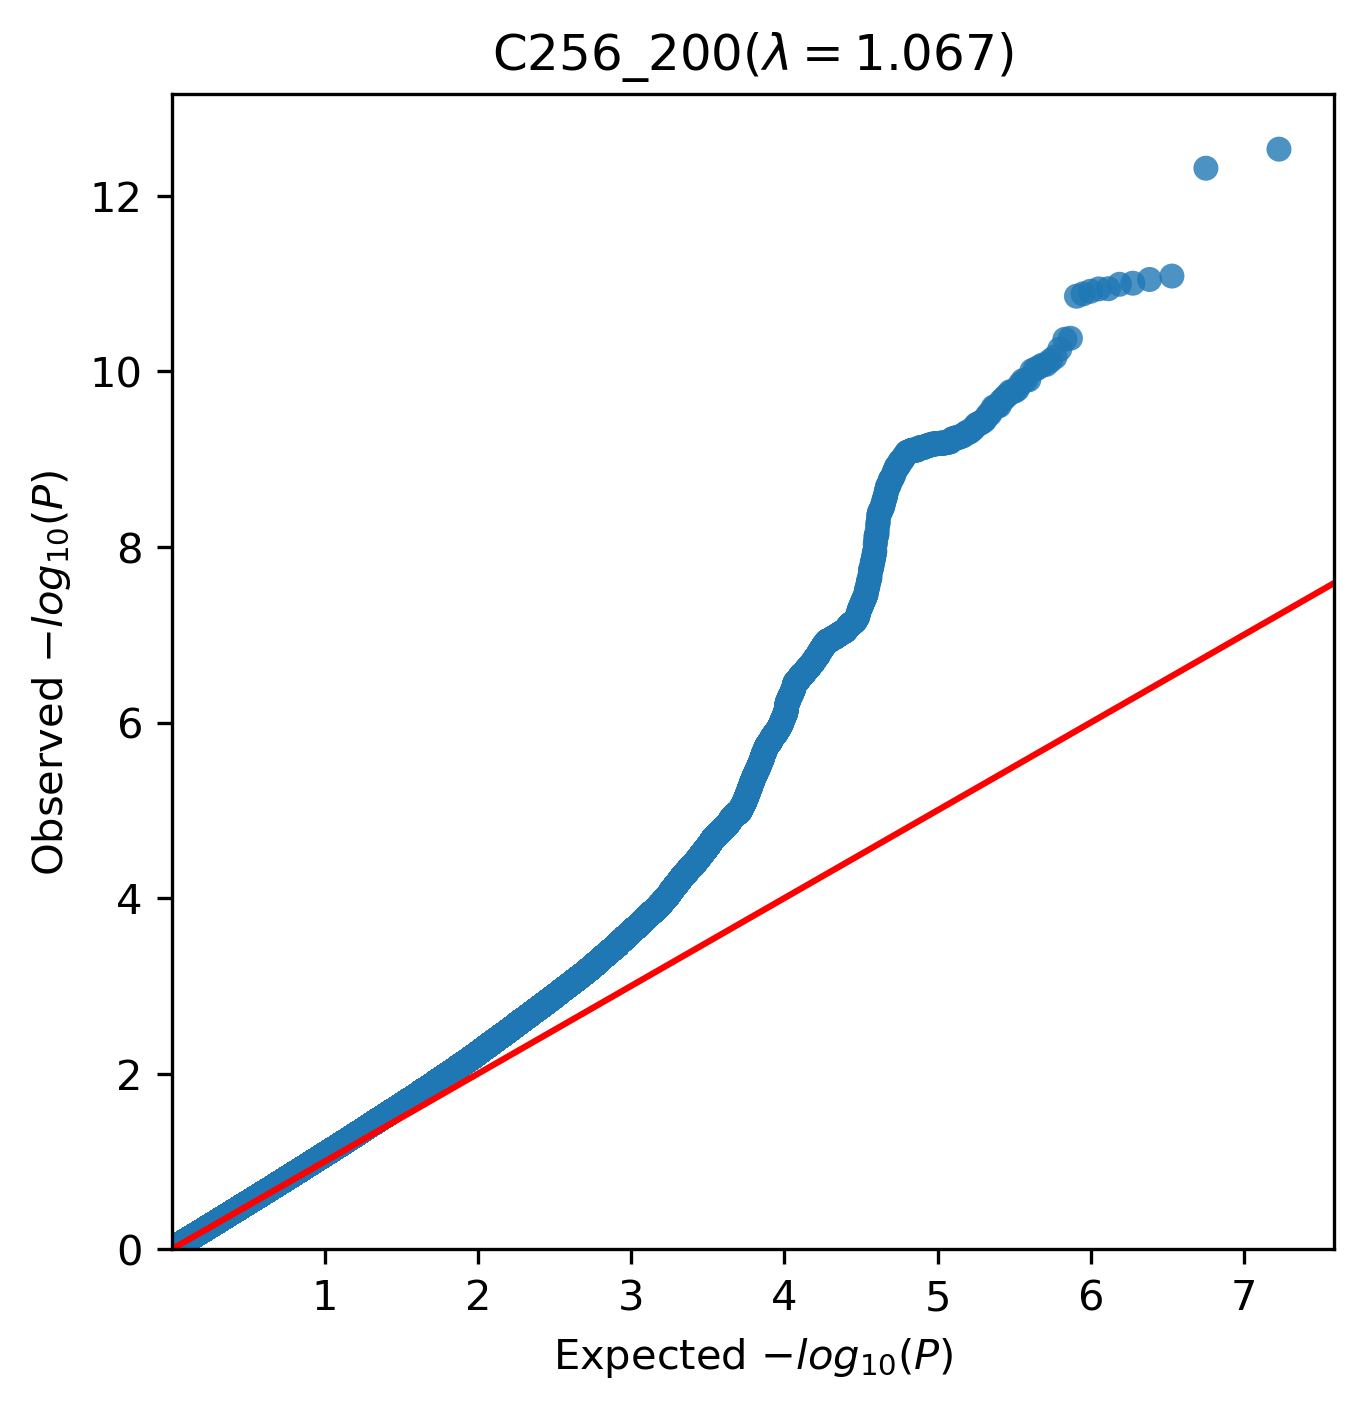 C256_200(λ = 1.067)
Observed −log₁₀(P)
12
10
8
6
4
2
0
1 2 3 4 5 6 7
Expected −log₁₀(P)